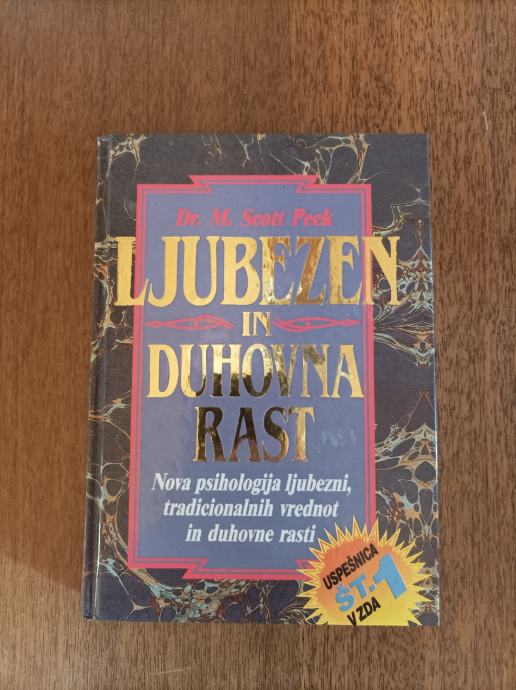 Dr. M. Scott Peck
LJUBEZEN
IN
DUHOVNA
RAST
Nova psihologija ljubezni,
tradicionalnih vrednot
in duhovne rasti
USPEŠNICA
ŠT. 1
V ZDA